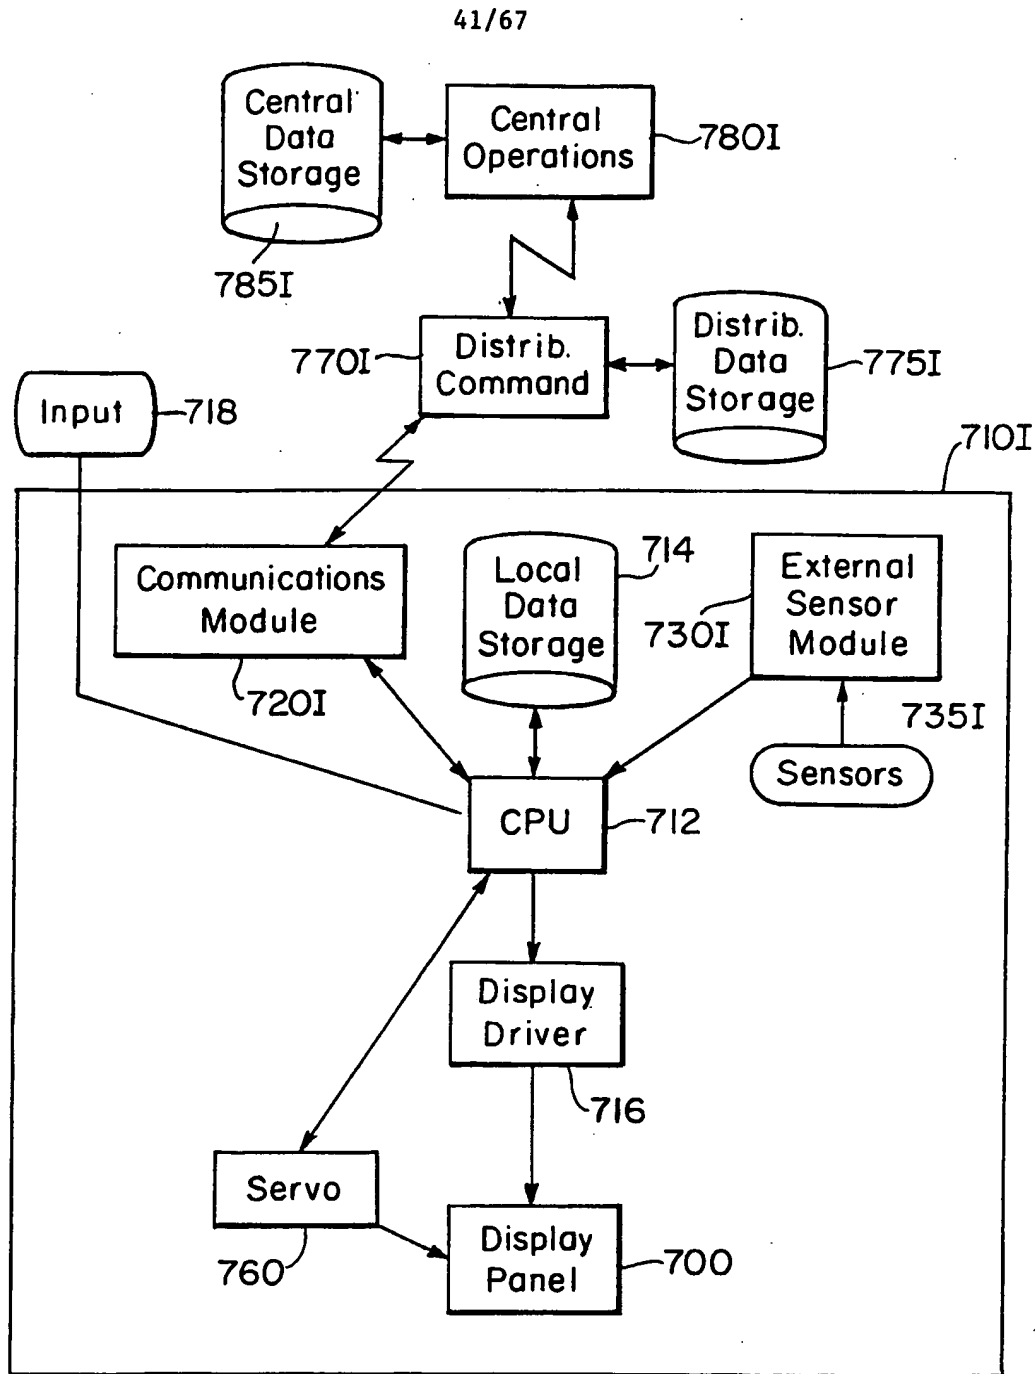 41/67
Central
Data
Storage
785I
Central
Operations
780I
770I
Distrib.
Command
Distrib.
Data
Storage
775I
Input
718
710I
Communications
Module
720I
Local
Data
Storage
714
External
Sensor
Module
730I
735I
Sensors
CPU
712
Display
Driver
716
Servo
760
Display
Panel
700